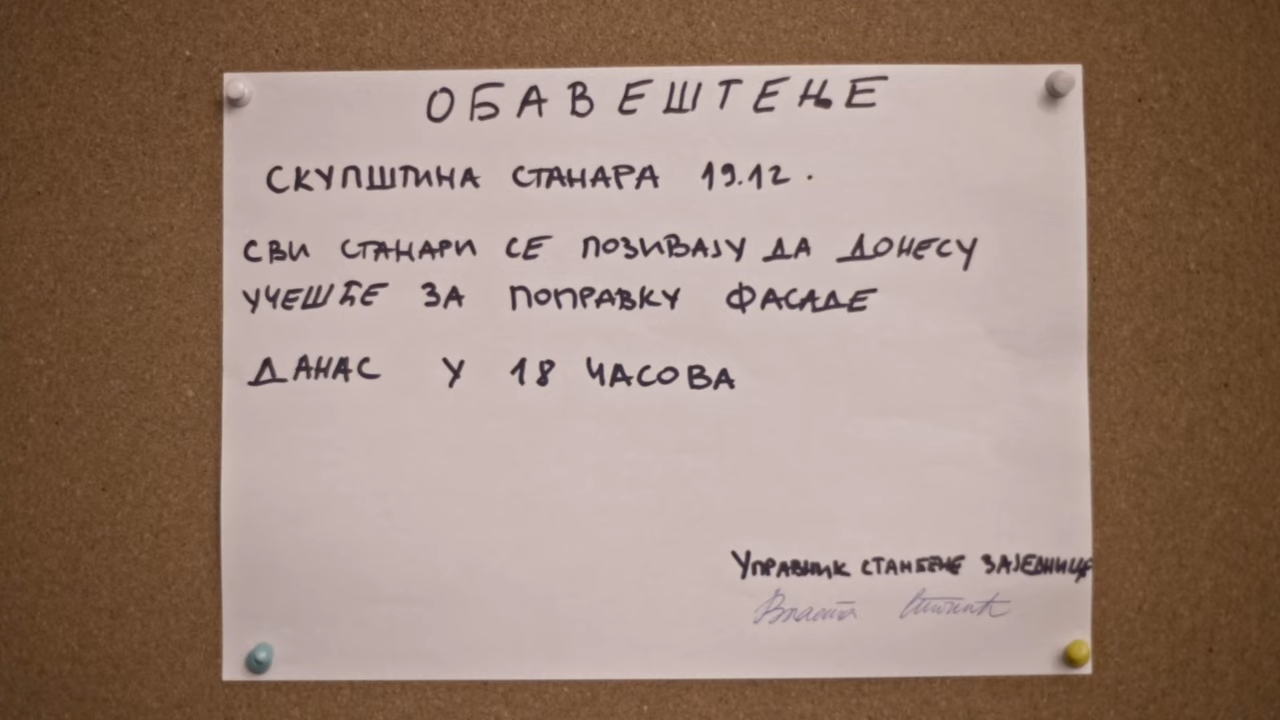 ОБАВЕШТЕЊЕ
СКУПШТИНА СТАНАРА 19.12.
СВИ СТАНАРИ СЕ ПОЗИВАЈУ ДА ДОНЕСУ
УЧЕШЋЕ ЗА ПОПРАВКУ ФАСАДЕ
ДАНАС У 18 ЧАСОВА
УПРАВНИК СТАМБЕНЕ ЗАЈЕДНИЦЕ